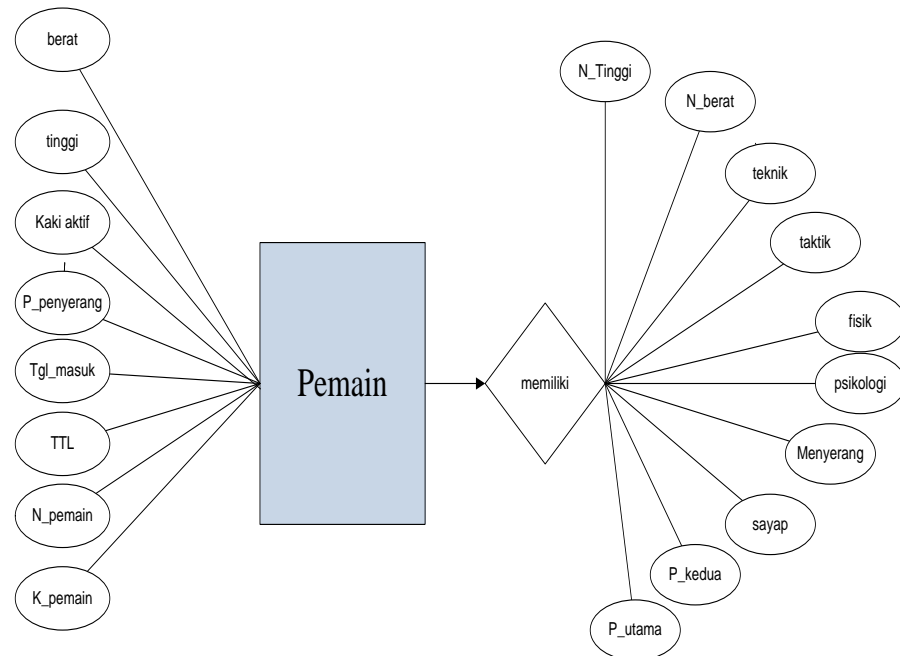 berat
tinggi
Kaki aktif
P_penyerang
Tgl_masuk
TTL
N_pemain
K_pemain
Pemain
memiliki
N_Tinggi
N_berat
teknik
taktik
fisik
psikologi
Menyerang
sayap
P_kedua
P_utama